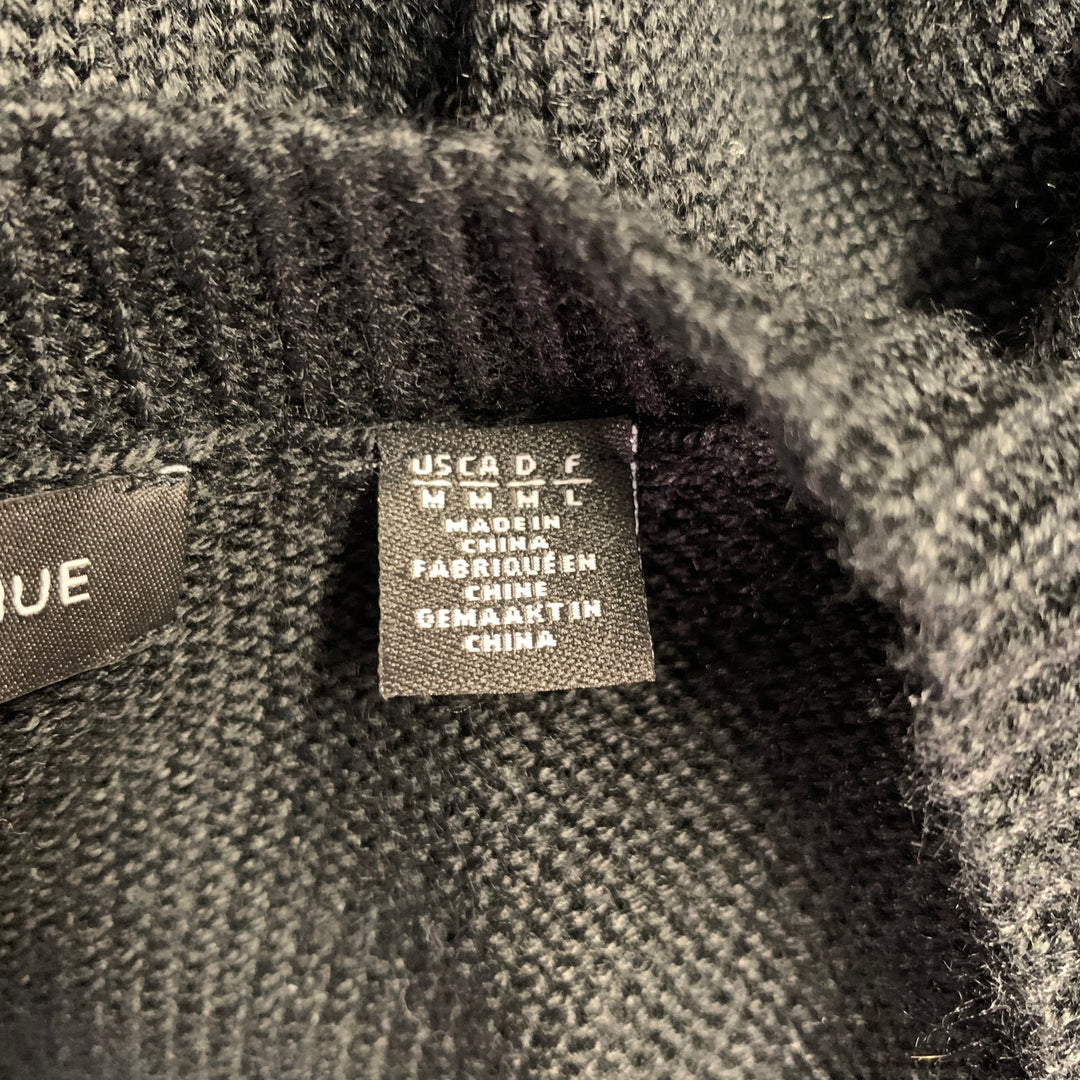 QUE
US CA D F
M M M L
MADE IN
CHINA
FABRIQUÉ EN
CHINE
GEMAAKT IN
CHINA